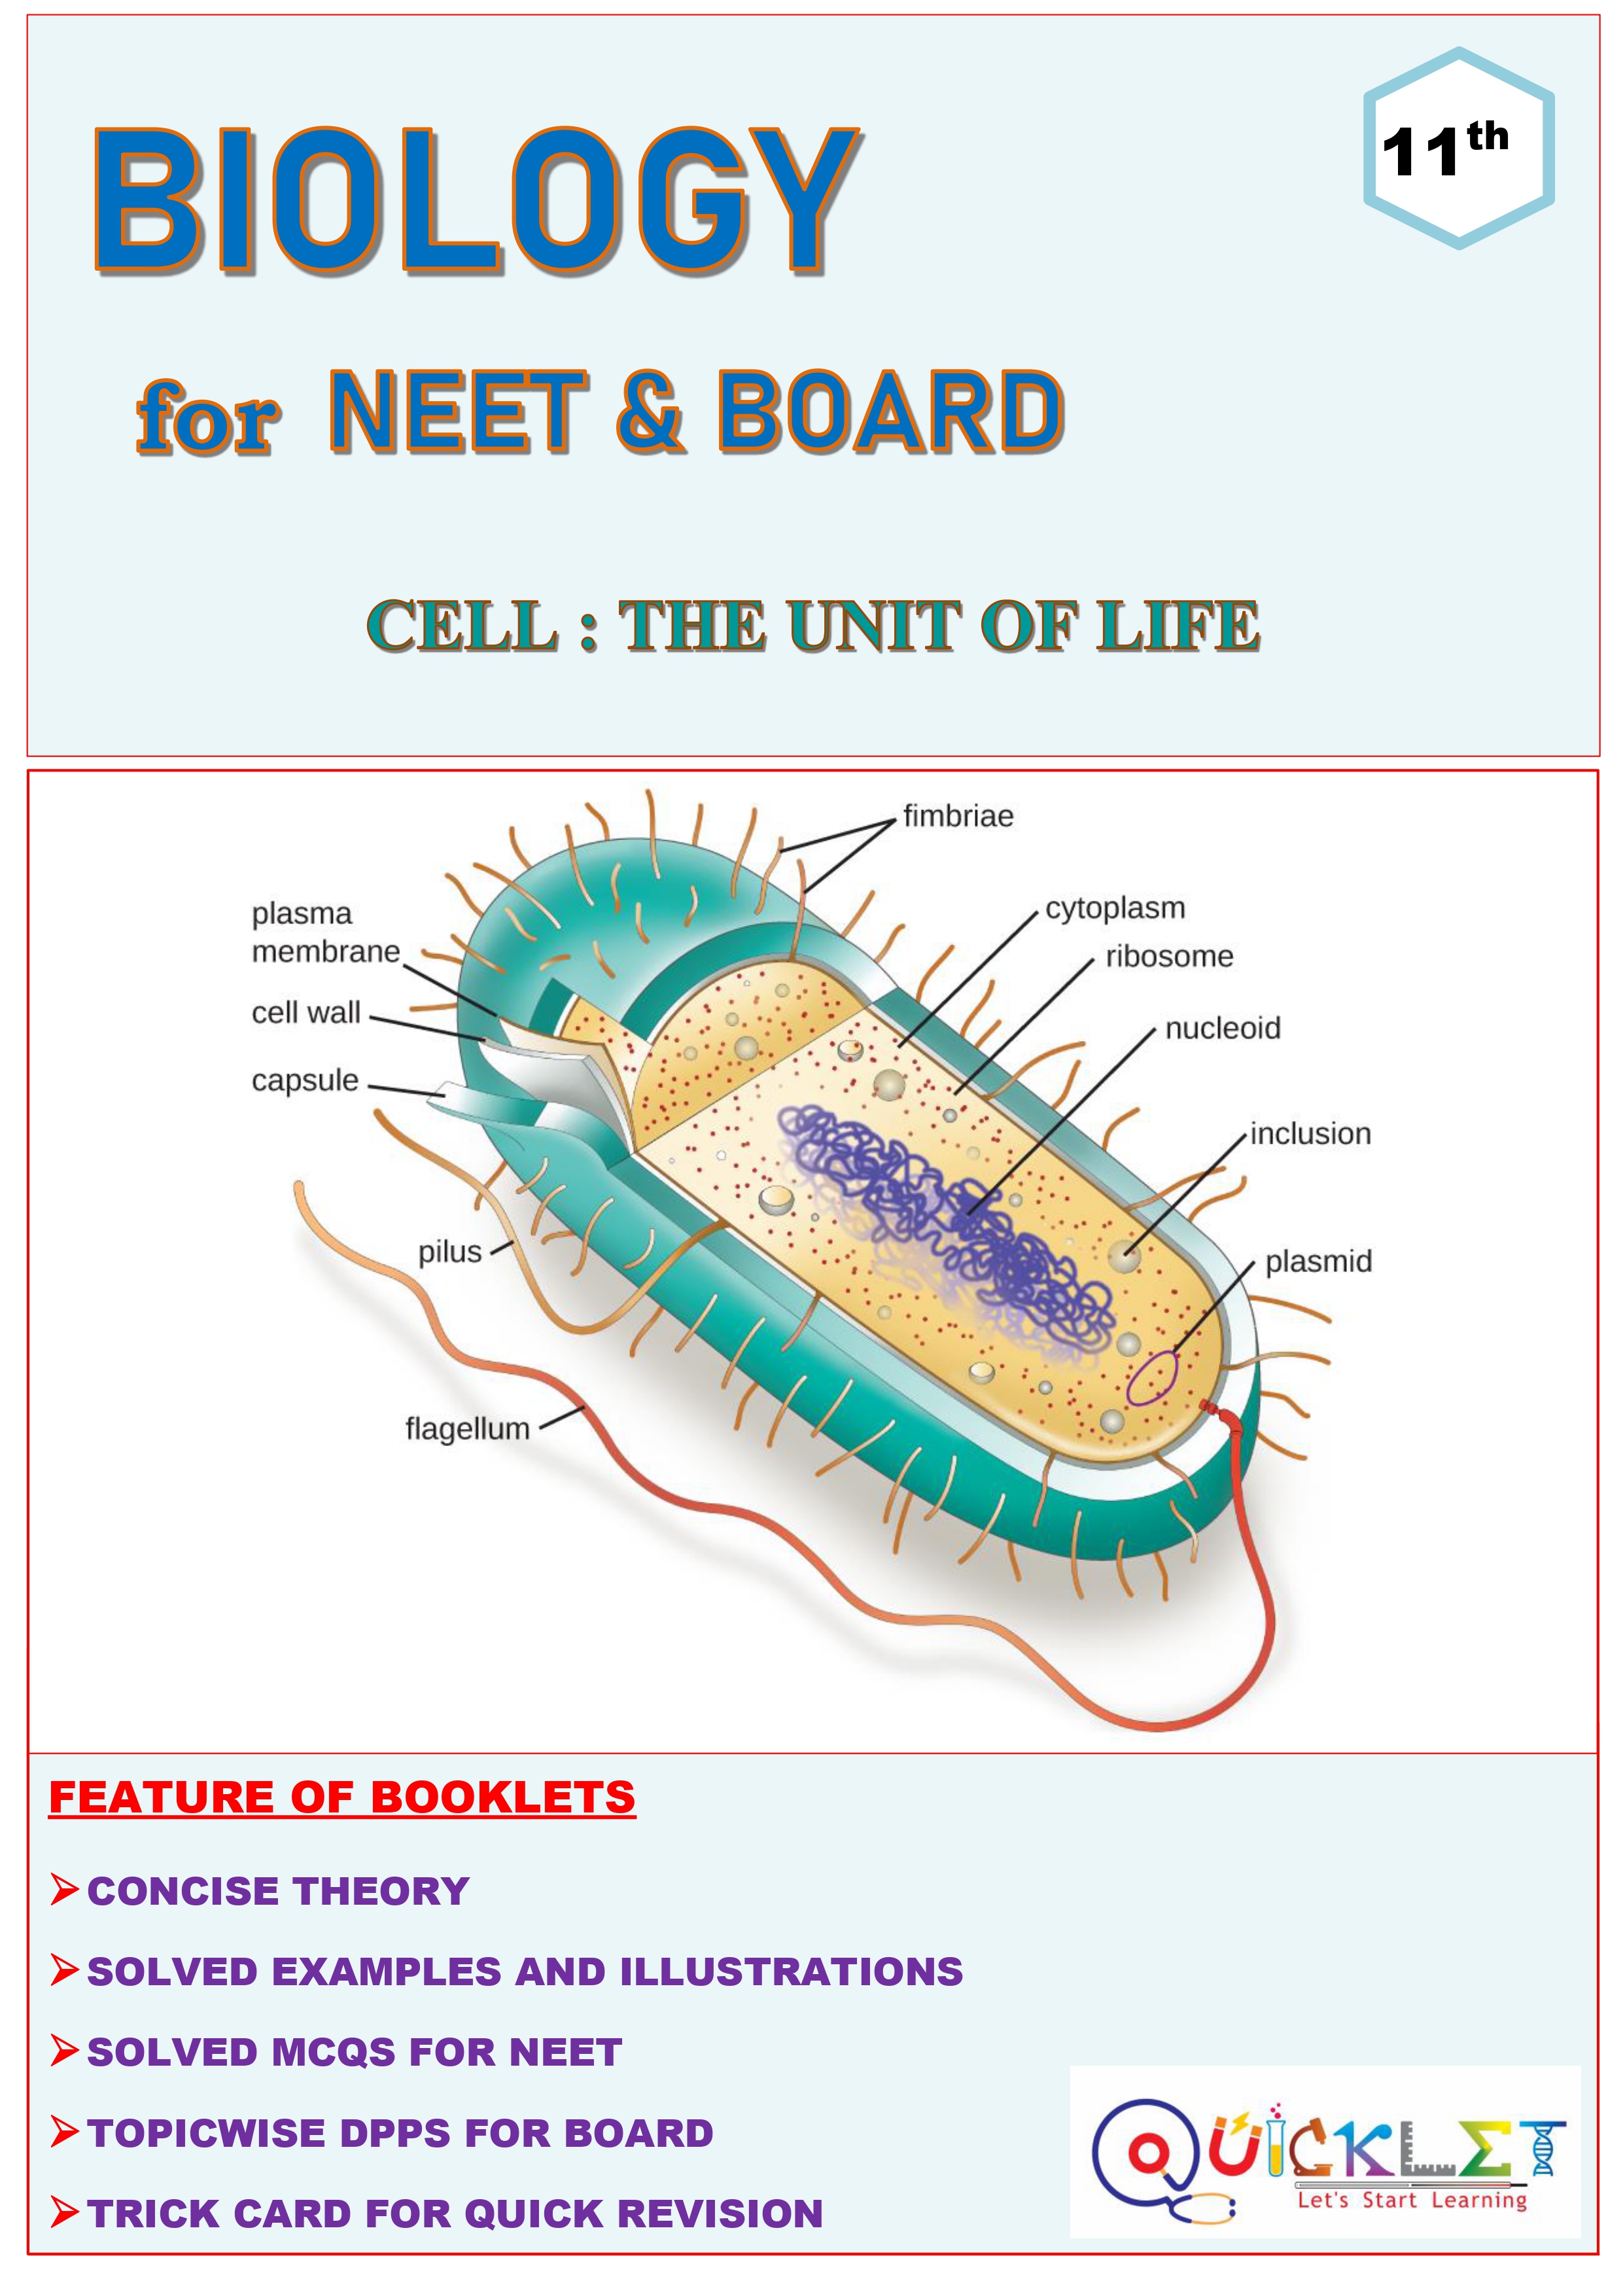 11th
BIOLOGY
for NEET & BOARD
CELL : THE UNIT OF LIFE
fimbriae
cytoplasm
plasma
membrane
ribosome
cell wall
nucleoid
capsule
inclusion
pilus
plasmid
flagellum
FEATURE OF BOOKLETS
CONCISE THEORY
SOLVED EXAMPLES AND ILLUSTRATIONS
SOLVED MCQS FOR NEET
TOPICWISE DPPS FOR BOARD
TRICK CARD FOR QUICK REVISION
QUICKLET
Let's Start Learning